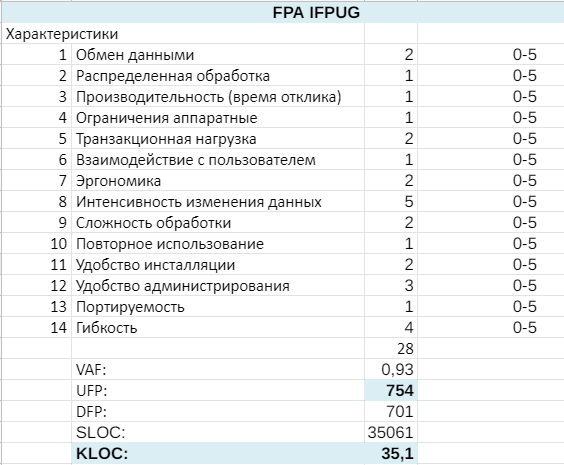 FPA IFPUG
Характеристики
1 Обмен данными 2 0-5
2 Распределенная обработка 1 0-5
3 Производительность (время отклика) 1 0-5
4 Ограничения аппаратные 1 0-5
5 Транзакционная нагрузка 2 0-5
6 Взаимодействие с пользователем 1 0-5
7 Эргономика 2 0-5
8 Интенсивность изменения данных 5 0-5
9 Сложность обработки 2 0-5
10 Повторное использование 1 0-5
11 Удобство инсталляции 2 0-5
12 Удобство администрирования 3 0-5
13 Портируемость 1 0-5
14 Гибкость 4 0-5
28
VAF: 0,93
UFP: 754
DFP: 701
SLOC: 35061
KLOC: 35,1